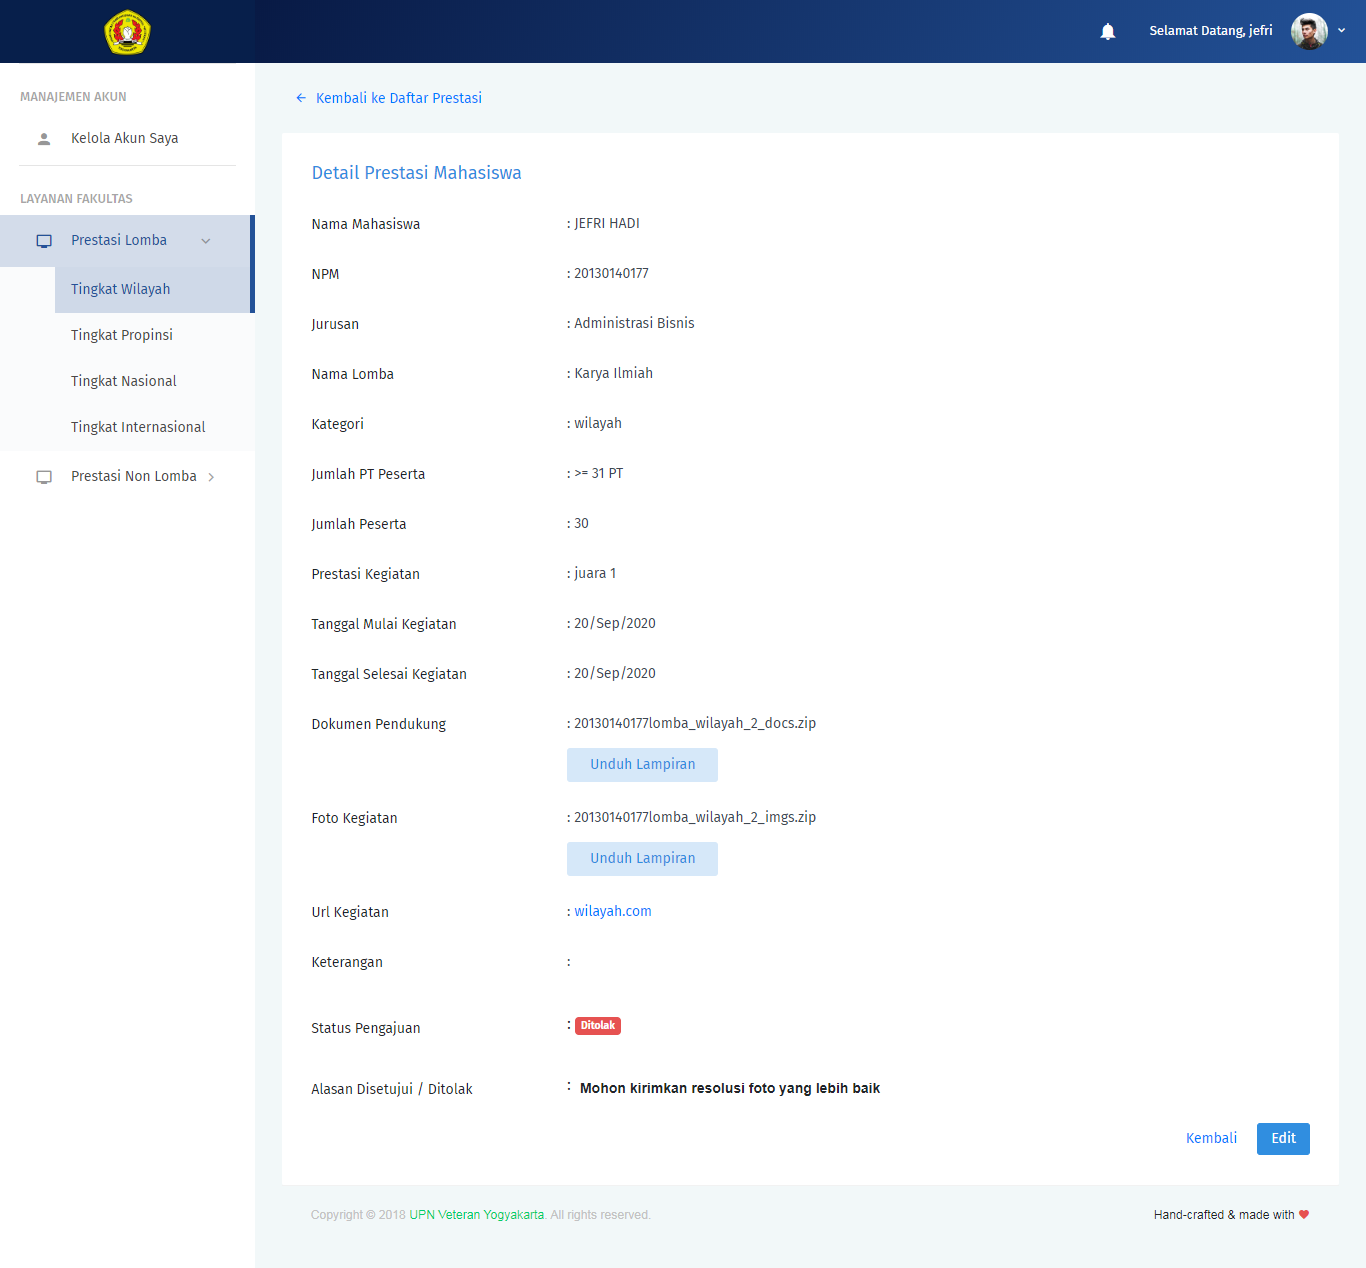 Selamat Datang, jefri
MANAJEMEN AKUN
Kelola Akun Saya
LAYANAN FAKULTAS
Prestasi Lomba
Tingkat Wilayah
Tingkat Propinsi
Tingkat Nasional
Tingkat Internasional
Prestasi Non Lomba
Kembali ke Daftar Prestasi
Detail Prestasi Mahasiswa
Nama Mahasiswa : JEFRI HADI
NPM : 20130140177
Jurusan : Administrasi Bisnis
Nama Lomba : Karya Ilmiah
Kategori : wilayah
Jumlah PT Peserta : >= 31 PT
Jumlah Peserta : 30
Prestasi Kegiatan : juara 1
Tanggal Mulai Kegiatan : 20/Sep/2020
Tanggal Selesai Kegiatan : 20/Sep/2020
Dokumen Pendukung : 20130140177lomba_wilayah_2_docs.zip
Unduh Lampiran
Foto Kegiatan : 20130140177lomba_wilayah_2_imgs.zip
Unduh Lampiran
Url Kegiatan : wilayah.com
Keterangan :
Status Pengajuan : Ditolak
Alasan Disetujui / Ditolak : Mohon kirimkan resolusi foto yang lebih baik
Kembali Edit
Copyright © 2018 UPN Veteran Yogyakarta. All rights reserved. Hand-crafted & made with